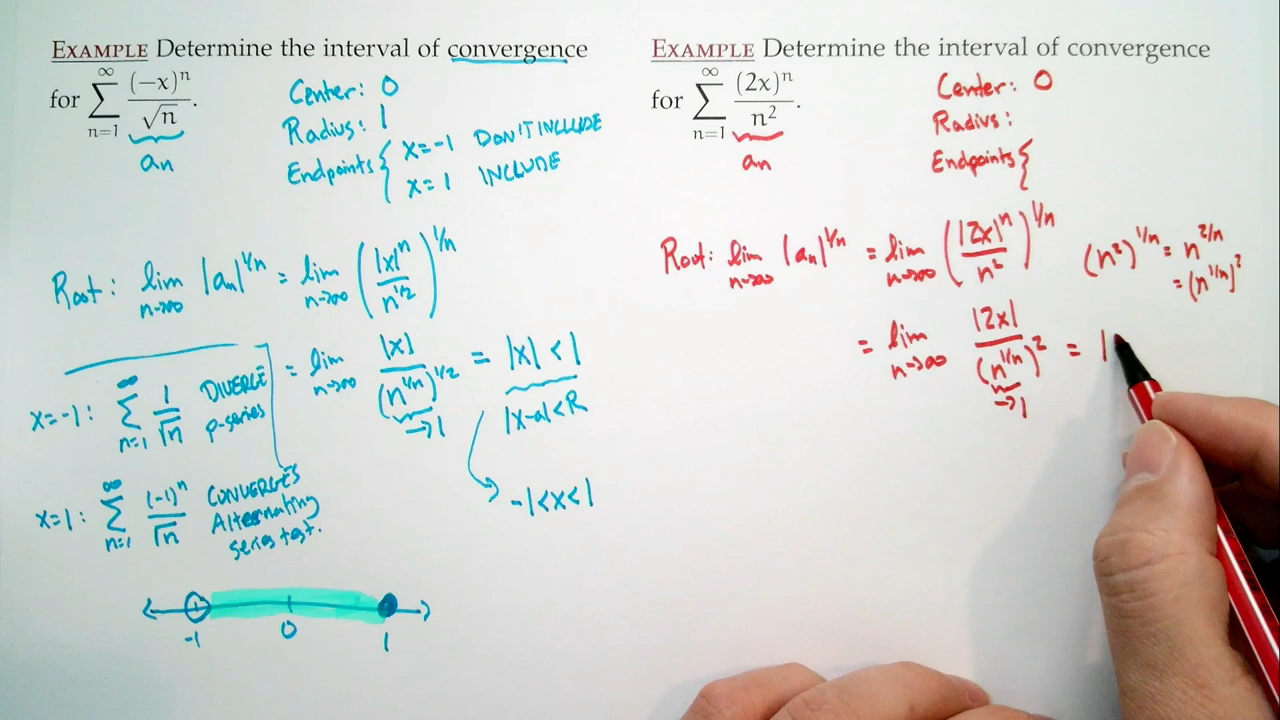 EXAMPLE Determine the interval of convergence
for ∑_{n=1}^{∞} (−x)^n / √n.
an
Center: 0
Radius: 1
Endpoints { x=-1 DON'T INCLUDE
x=1 INCLUDE
Root: lim_{n→∞} |an|^{1/n} = lim_{n→∞} (|x|^n / n^{1/2})^{1/n}
= lim_{n→∞} |x| / (n^{1/n})^{1/2} = |x| < 1
→1
|x-a|<R
-1<x<1
x=-1: ∑_{n=1}^{∞} 1/√n DIVERGE
p-series
x=1: ∑_{n=1}^{∞} (-1)^n / √n CONVERGES
Alternating
series test.
-1 0 1
EXAMPLE Determine the interval of convergence
for ∑_{n=1}^{∞} (2x)^n / n^2.
an
Center: 0
Radius:
Endpoints {
Root: lim_{n→∞} |an|^{1/n} = lim_{n→∞} (|2x|^n / n^2)^{1/n}
(n^2)^{1/n} = n^{2/n}
= (n^{1/n})^2
= lim_{n→∞} |2x| / (n^{1/n})^2 = |
→1